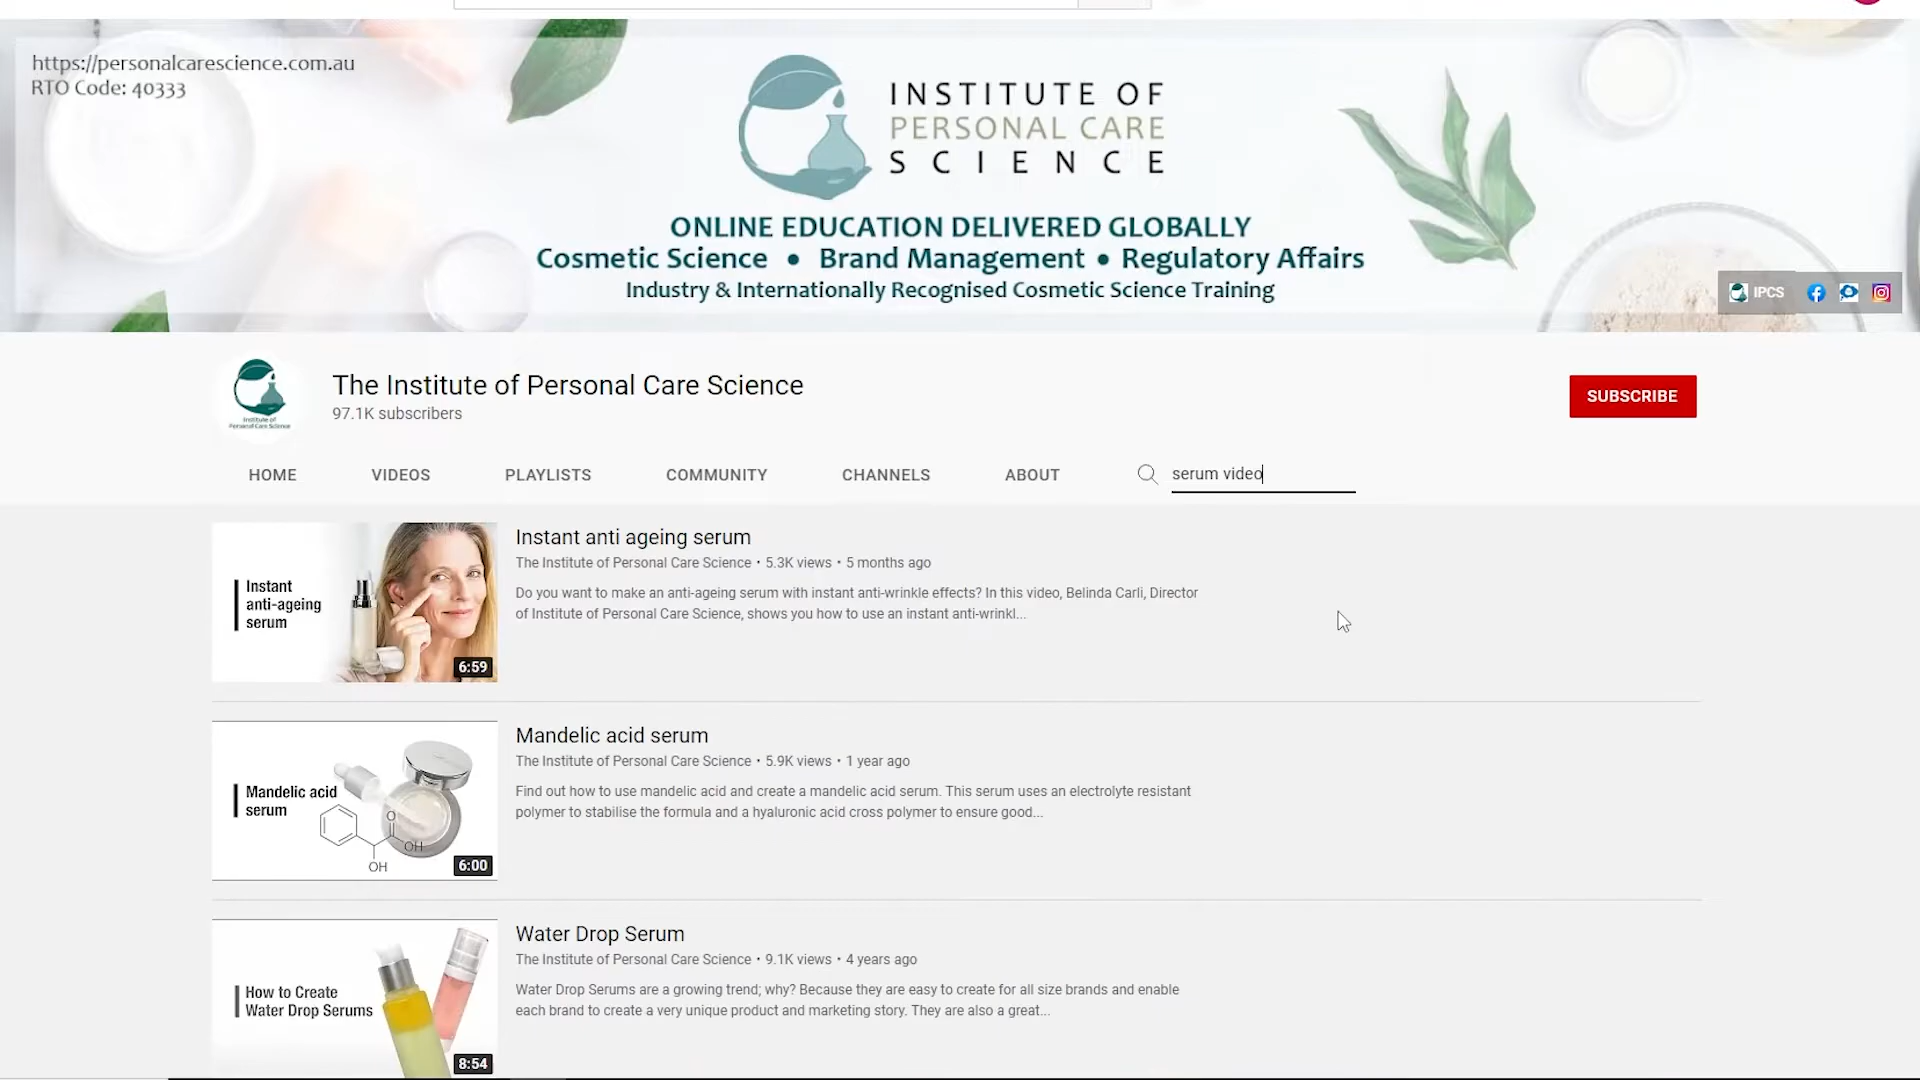 https://personalcarescience.com.au
RTO Code: 40333
INSTITUTE OF
PERSONAL CARE
SCIENCE
ONLINE EDUCATION DELIVERED GLOBALLY
Cosmetic Science • Brand Management • Regulatory Affairs
Industry & Internationally Recognised Cosmetic Science Training
IPCS
Institute of
Personal Care Science
The Institute of Personal Care Science
97.1K subscribers
SUBSCRIBE
HOME VIDEOS PLAYLISTS COMMUNITY CHANNELS ABOUT serum video
Instant
anti-ageing
serum
6:59
Instant anti ageing serum
The Institute of Personal Care Science • 5.3K views • 5 months ago
Do you want to make an anti-ageing serum with instant anti-wrinkle effects? In this video, Belinda Carli, Director
of Institute of Personal Care Science, shows you how to use an instant anti-wrinkl...
Mandelic acid
serum
O
OH
OH
6:00
Mandelic acid serum
The Institute of Personal Care Science • 5.9K views • 1 year ago
Find out how to use mandelic acid and create a mandelic acid serum. This serum uses an electrolyte resistant
polymer to stabilise the formula and a hyaluronic acid cross polymer to ensure good...
How to Create
Water Drop Serums
8:54
Water Drop Serum
The Institute of Personal Care Science • 9.1K views • 4 years ago
Water Drop Serums are a growing trend; why? Because they are easy to create for all size brands and enable
each brand to create a very unique product and marketing story. They are also a great...